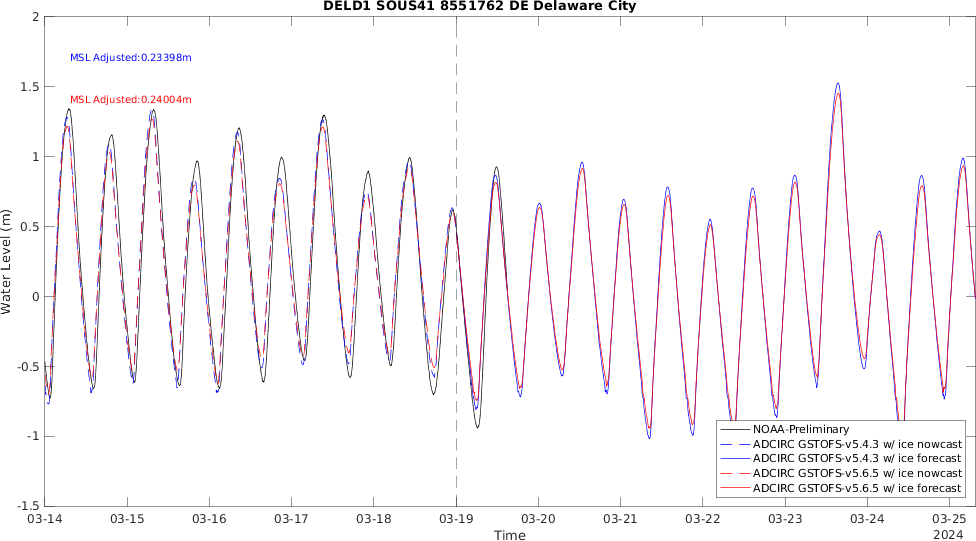 DELD1 SOUS41 8551762 DE Delaware City
2
MSL Adjusted:0.23398m
1.5
MSL Adjusted:0.24004m
1
0.5
0
-0.5
-1
-1.5
Water Level (m)
NOAA-Preliminary
ADCIRC GSTOFS-v5.4.3 w/ ice nowcast
ADCIRC GSTOFS-v5.4.3 w/ ice forecast
ADCIRC GSTOFS-v5.6.5 w/ ice nowcast
ADCIRC GSTOFS-v5.6.5 w/ ice forecast
03-14 03-15 03-16 03-17 03-18 03-19 03-20 03-21 03-22 03-23 03-24 03-25
Time 2024